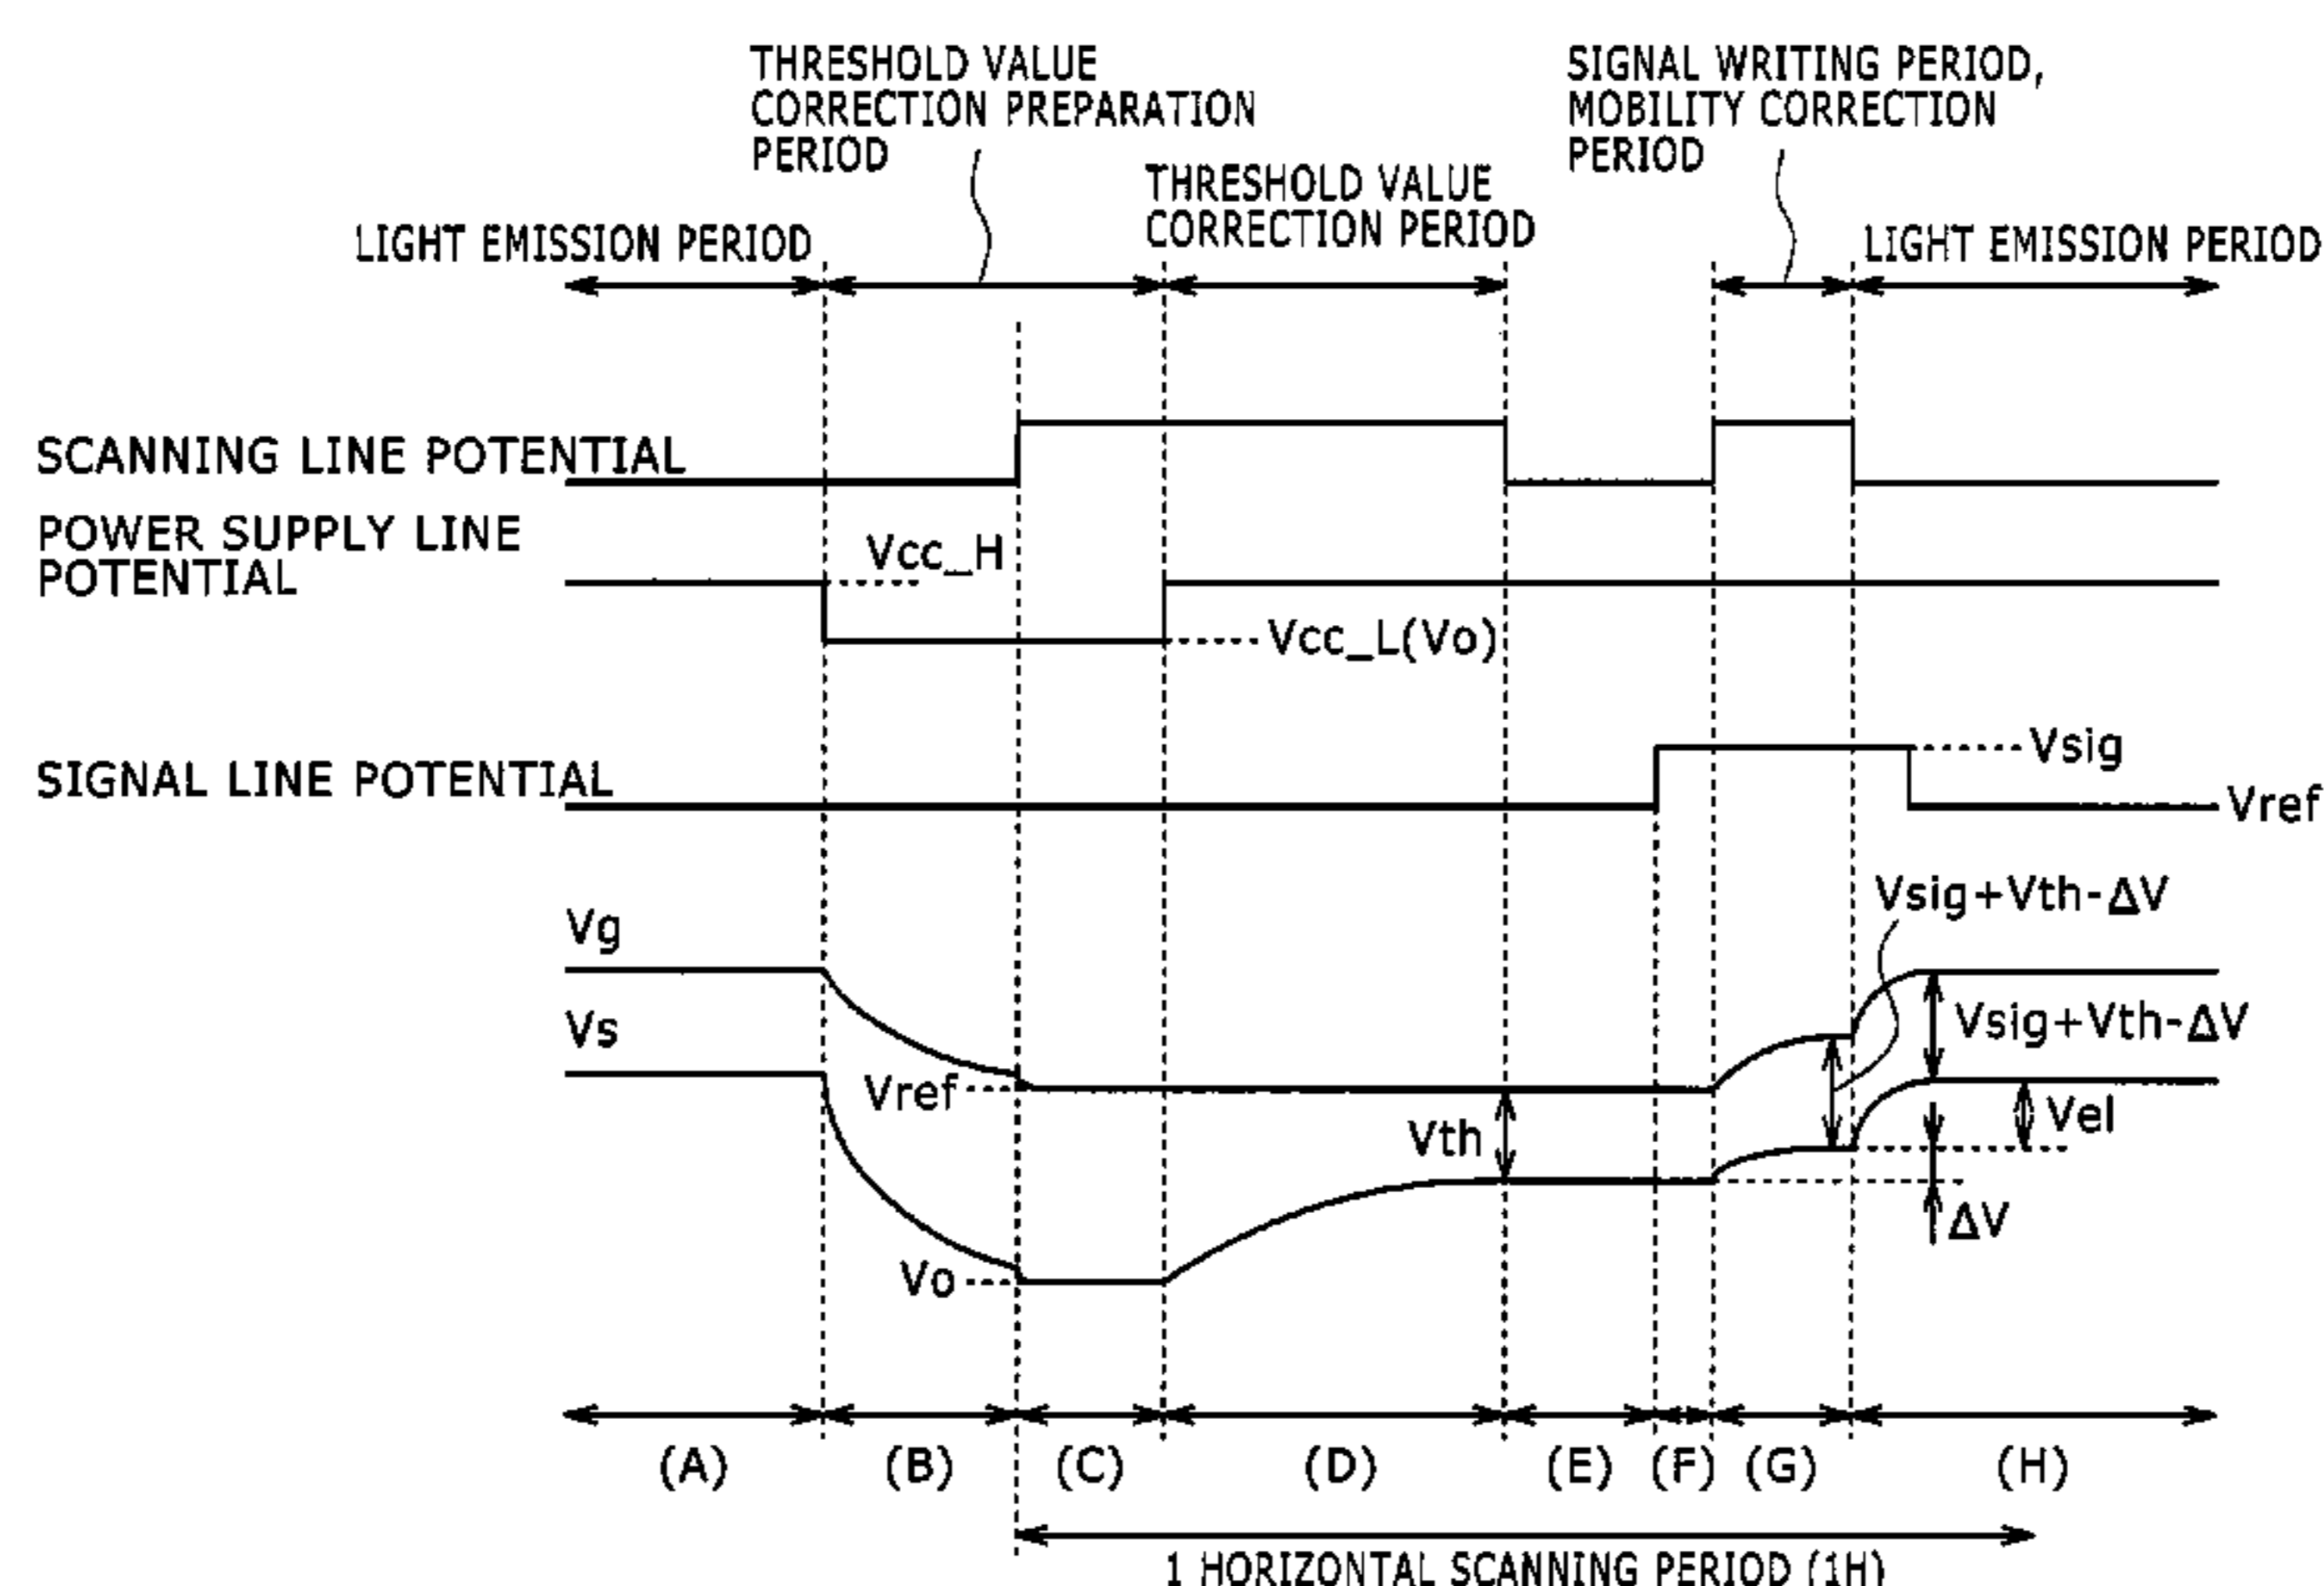 THRESHOLD VALUE
CORRECTION PREPARATION
PERIOD
SIGNAL WRITING PERIOD,
MOBILITY CORRECTION
PERIOD
THRESHOLD VALUE
CORRECTION PERIOD
LIGHT EMISSION PERIOD
LIGHT EMISSION PERIOD
SCANNING LINE POTENTIAL
POWER SUPPLY LINE
POTENTIAL
Vcc_H
Vcc_L(Vo)
SIGNAL LINE POTENTIAL
Vsig
Vref
Vsig+Vth-ΔV
Vg
Vs
Vsig+Vth-ΔV
Vref
Vth
Vel
ΔV
Vo
(A) (B) (C) (D) (E) (F) (G) (H)
1 HORIZONTAL SCANNING PERIOD (1H)